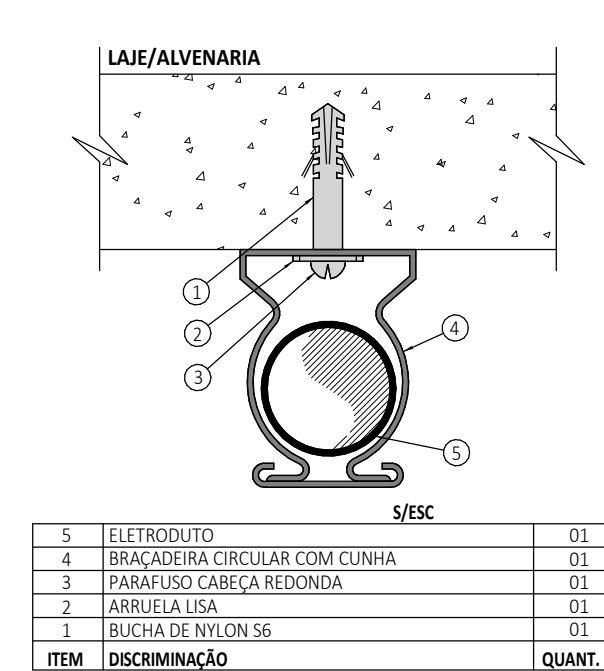 LAJE/ALVENARIA
1
2
3
4
5
S/ESC
5 ELETRODUTO 01
4 BRAÇADEIRA CIRCULAR COM CUNHA 01
3 PARAFUSO CABEÇA REDONDA 01
2 ARRUELA LISA 01
1 BUCHA DE NYLON S6 01
ITEM DISCRIMINAÇÃO QUANT.